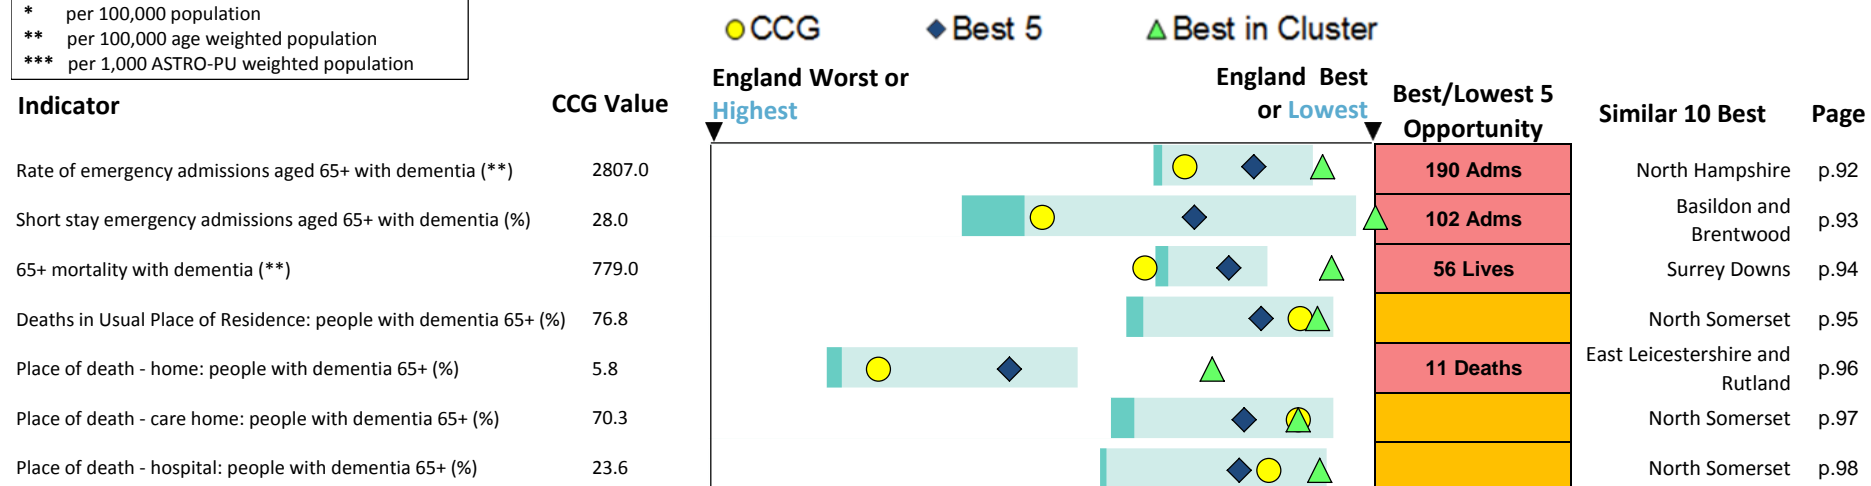 * per 100,000 population
** per 100,000 age weighted population
*** per 1,000 ASTRO-PU weighted population
CCG Best 5 Best in Cluster
Indicator CCG Value England Worst or Highest England Best or Lowest Best/Lowest 5 Opportunity Similar 10 Best Page
Rate of emergency admissions aged 65+ with dementia (**) 2807.0 190 Adms North Hampshire p.92
Short stay emergency admissions aged 65+ with dementia (%) 28.0 102 Adms Basildon and Brentwood p.93
65+ mortality with dementia (**) 779.0 56 Lives Surrey Downs p.94
Deaths in Usual Place of Residence: people with dementia 65+ (%) 76.8 North Somerset p.95
Place of death - home: people with dementia 65+ (%) 5.8 11 Deaths East Leicestershire and Rutland p.96
Place of death - care home: people with dementia 65+ (%) 70.3 North Somerset p.97
Place of death - hospital: people with dementia 65+ (%) 23.6 North Somerset p.98